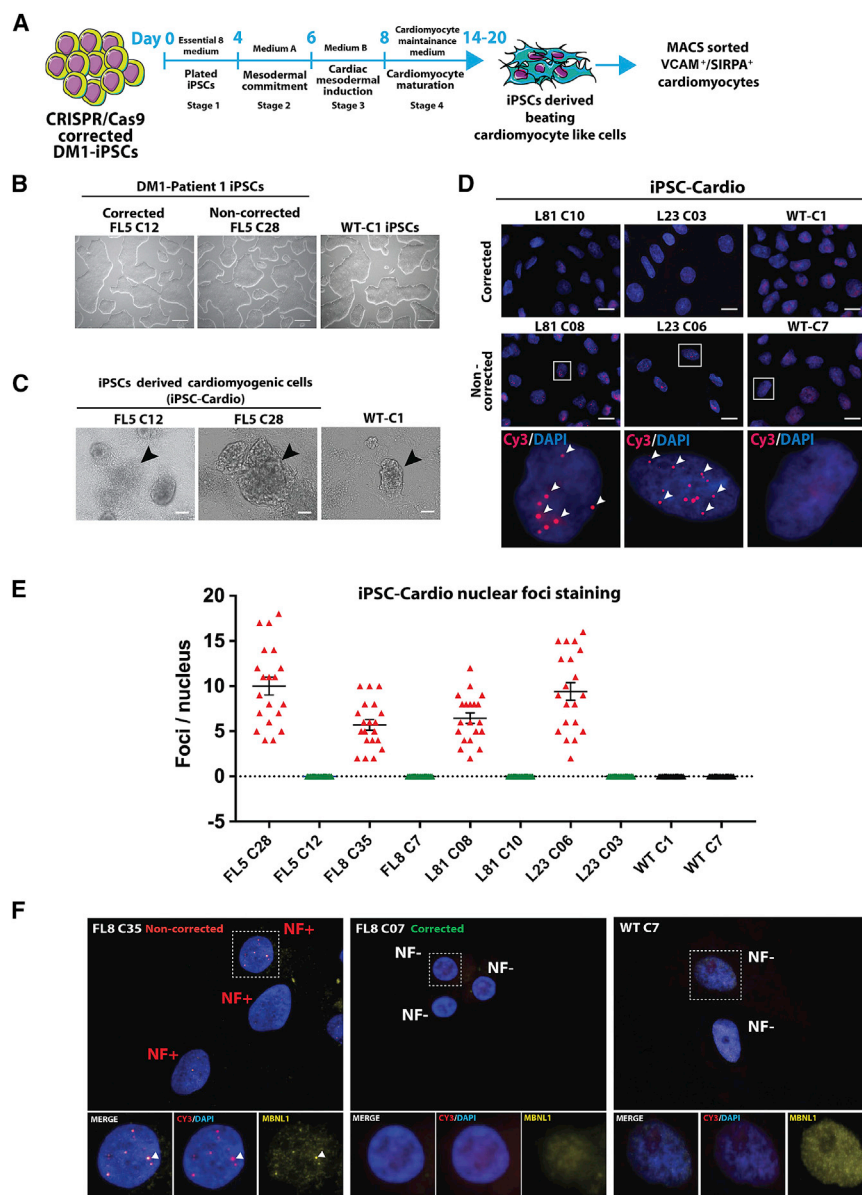 A
Day 0
Essential 8
medium
4
Medium A
6
Medium B
8
Cardiomyocyte
maintainance
medium
14-20
Plated
iPSCs
Mesodermal
commitment
Cardiac
mesodermal
induction
Cardiomyocyte
maturation
Stage 1
Stage 2
Stage 3
Stage 4
CRISPR/Cas9
corrected
DM1-iPSCs
iPSCs derived
beating
cardiomyocyte like cells
MACS sorted
VCAM⁺/SIRPA⁺
cardiomyocytes
B
DM1-Patient 1 iPSCs
Corrected
FL5 C12
Non-corrected
FL5 C28
WT-C1 iPSCs
C
iPSCs derived cardiomyogenic cells
(iPSC-Cardio)
FL5 C12
FL5 C28
WT-C1
D
iPSC-Cardio
L81 C10
L23 C03
WT-C1
Corrected
L81 C08
L23 C06
WT-C7
Non-
corrected
Cy3/DAPI
Cy3/DAPI
Cy3/DAPI
E
iPSC-Cardio nuclear foci staining
Foci / nucleus
20
15
10
5
0
-5
FL5 C28
FL5 C12
FL8 C35
FL8 C7
L81 C08
L81 C10
L23 C06
L23 C03
WT C1
WT C7
F
FL8 C35 Non-corrected
NF+
NF+
NF+
MERGE
CY3/DAPI
MBNL1
FL8 C07 Corrected
NF-
NF-
NF-
MERGE
CY3/DAPI
MBNL1
WT C7
NF-
NF-
MERGE
CY3/DAPI
MBNL1